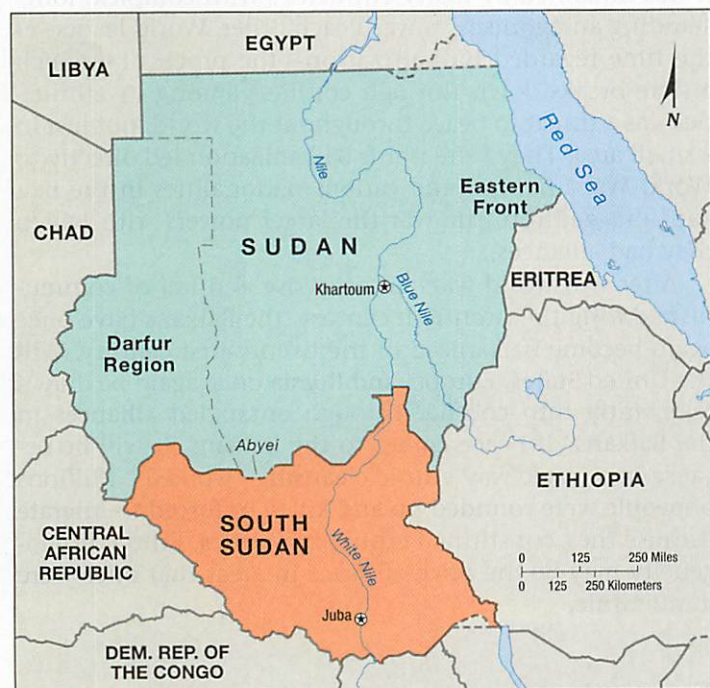 EGYPT
LIBYA
N
Red Sea
Nile
Eastern
Front
CHAD
SUDAN
ERITREA
Khartoum
Blue Nile
Darfur
Region
Abyei
ETHIOPIA
CENTRAL
AFRICAN
REPUBLIC
SOUTH
SUDAN
White Nile
0 125 250 Miles
0 125 250 Kilometers
Juba
DEM. REP. OF
THE CONGO